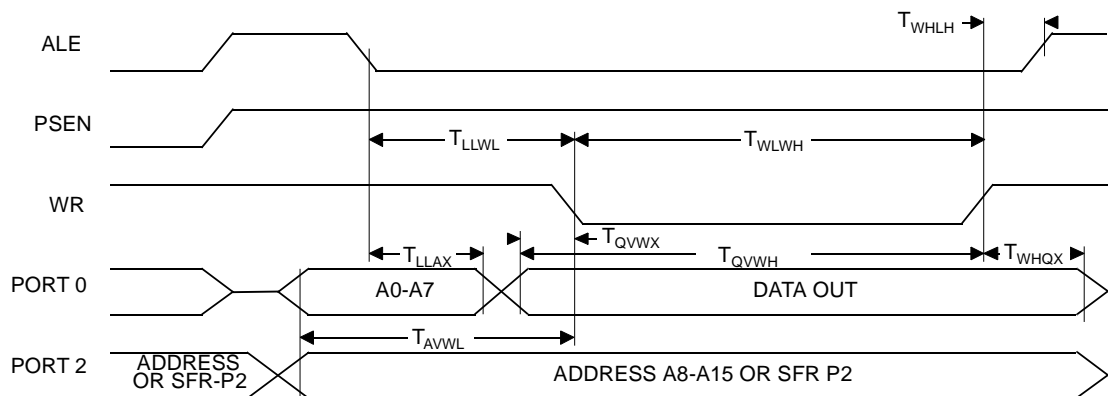 ALE
T_WHLH
PSEN
T_LLWL
T_WLWH
WR
T_LLAX
T_QVWX
T_QVWH
T_WHQX
PORT 0
A0-A7
DATA OUT
T_AVWL
PORT 2
ADDRESS
OR SFR-P2
ADDRESS A8-A15 OR SFR P2